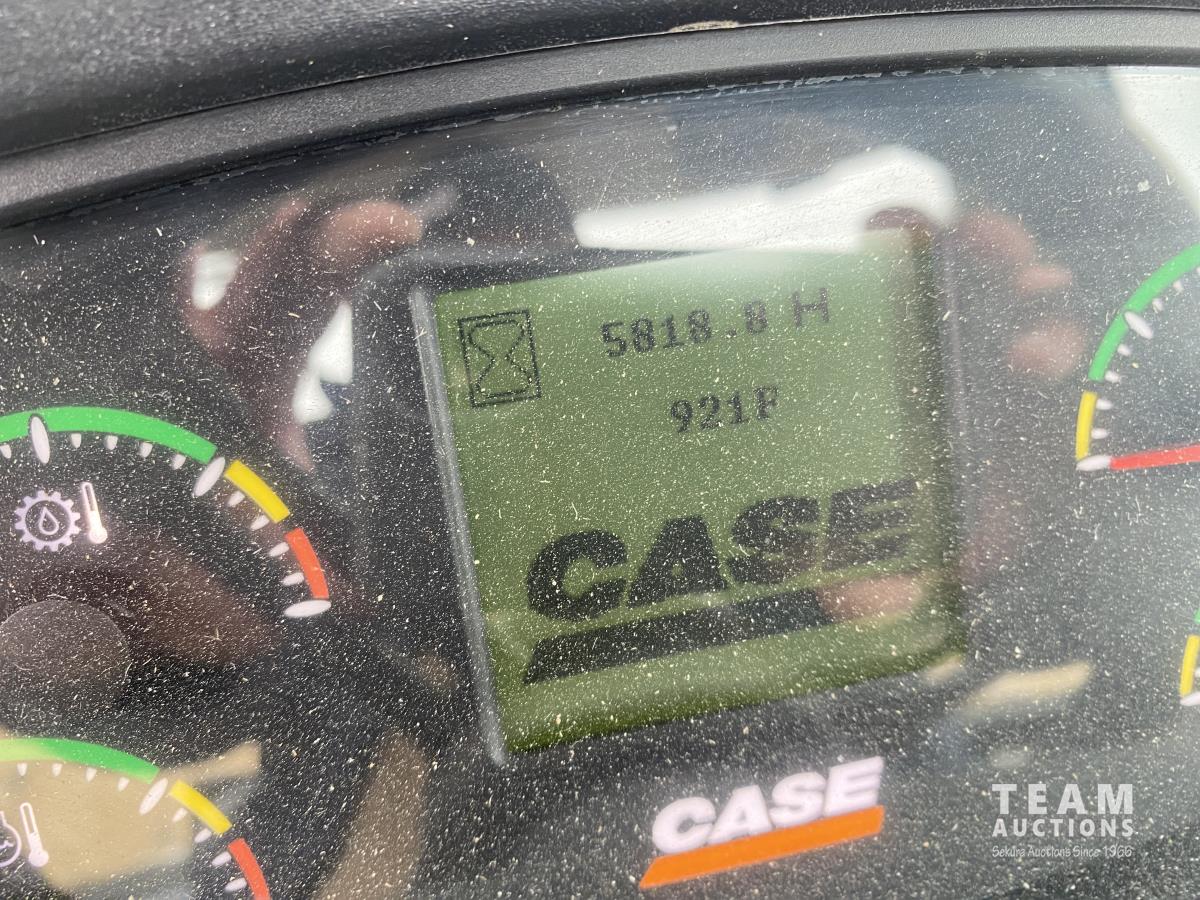 5818.8 H
921F
CASE
CASE
TEAM
AUCTIONS
Sekura Auctions Since 1966